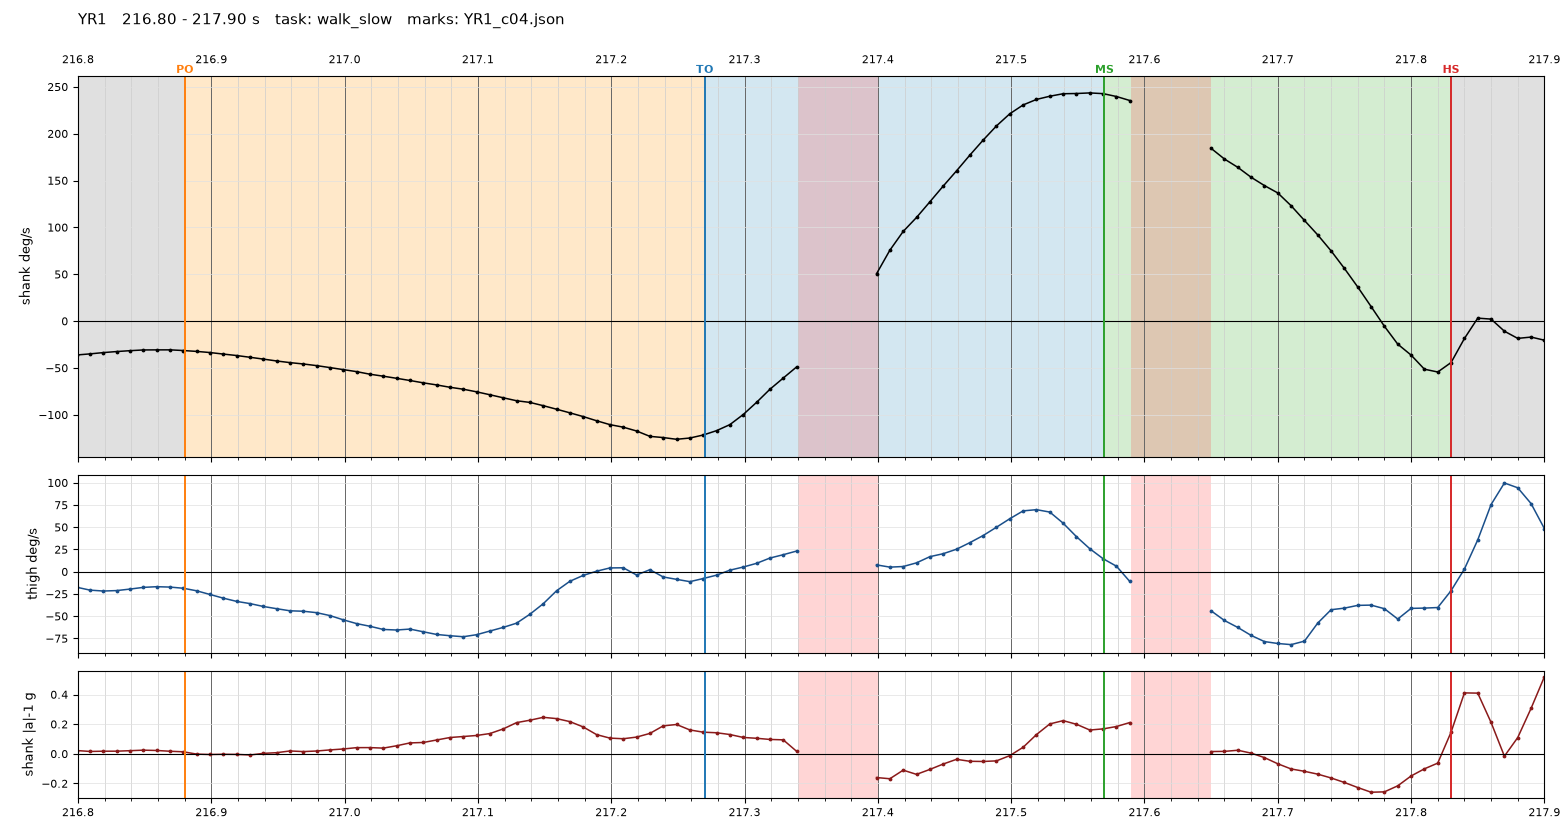 YR1   216.80 - 217.90 s   task: walk_slow   marks: YR1_c04.json
216.8 216.9 217.0 217.1 217.2 217.3 217.4 217.5 217.6 217.7 217.8 217.9
PO TO MS HS
shank deg/s
250
200
150
100
50
0
−50
−100
thigh deg/s
100
75
50
25
0
−25
−50
−75
shank |a|-1 g
0.4
0.2
0.0
−0.2
216.8 216.9 217.0 217.1 217.2 217.3 217.4 217.5 217.6 217.7 217.8 217.9